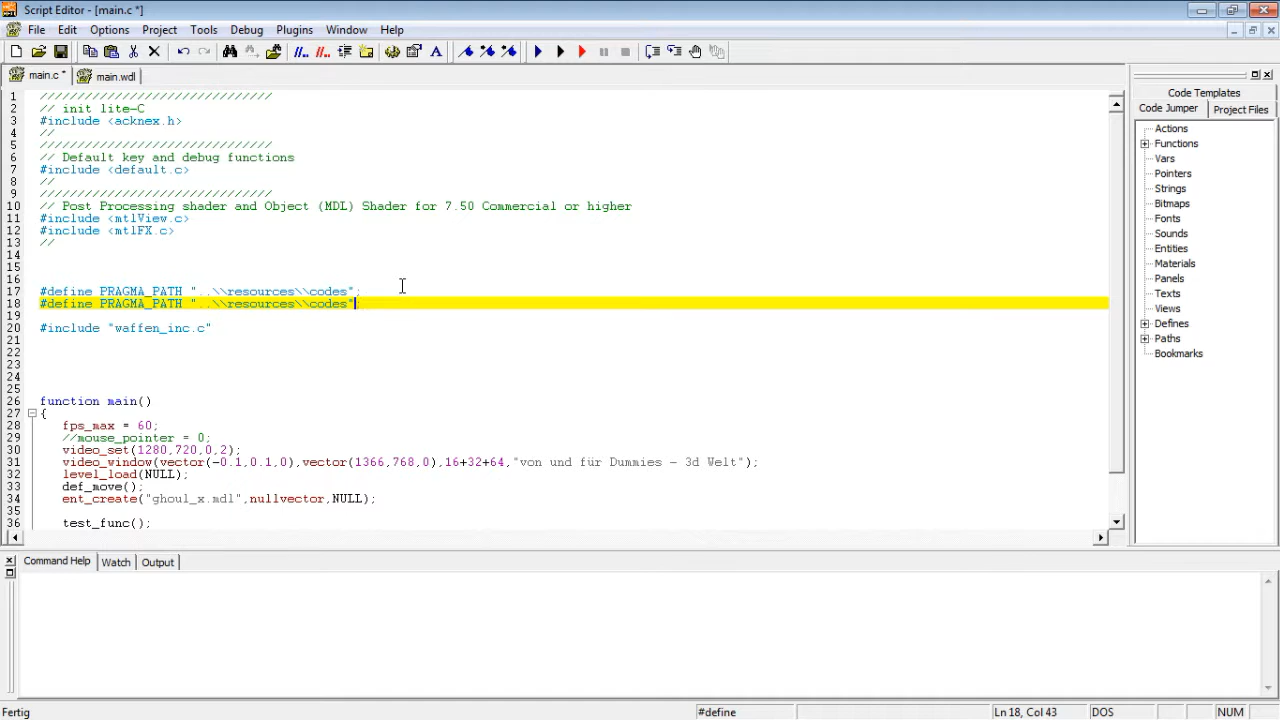 Script Editor - [main.c *]
File Edit Options Project Tools Debug Plugins Window Help
main.c * main.wdl
1 ///////////////////////////////
2 // init lite-C
3 #include <acknex.h>
4 //
5 ///////////////////////////////
6 // Default key and debug functions
7 #include <default.c>
8 //
9 ///////////////////////////////
10 // Post Processing shader and Object (MDL) Shader for 7.50 Commercial or higher
11 #include <mtlView.c>
12 #include <mtlFX.c>
13 //
14
15
16
17 #define PRAGMA_PATH "..\\resources\\codes";
18 #define PRAGMA_PATH "..\\resources\\codes";
19
20 #include "waffen_inc.c"
21
22
23
24
25
26 function main()
27 {
28 fps_max = 60;
29 //mouse_pointer = 0;
30 video_set(1280,720,0,2);
31 video_window(vector(-0.1,0.1,0),vector(1366,768,0),16+32+64,"von und für Dummies - 3d Welt");
32 level_load(NULL);
33 def_move();
34 ent_create("ghoul_x.mdl",nullvector,NULL);
35
36 test_func();
Code Templates
Code Jumper Project Files
Actions
Functions
Vars
Pointers
Strings
Bitmaps
Fonts
Sounds
Entities
Materials
Panels
Texts
Views
Defines
Paths
Bookmarks
Command Help Watch Output
Fertig #define Ln 18, Col 43 DOS NUM